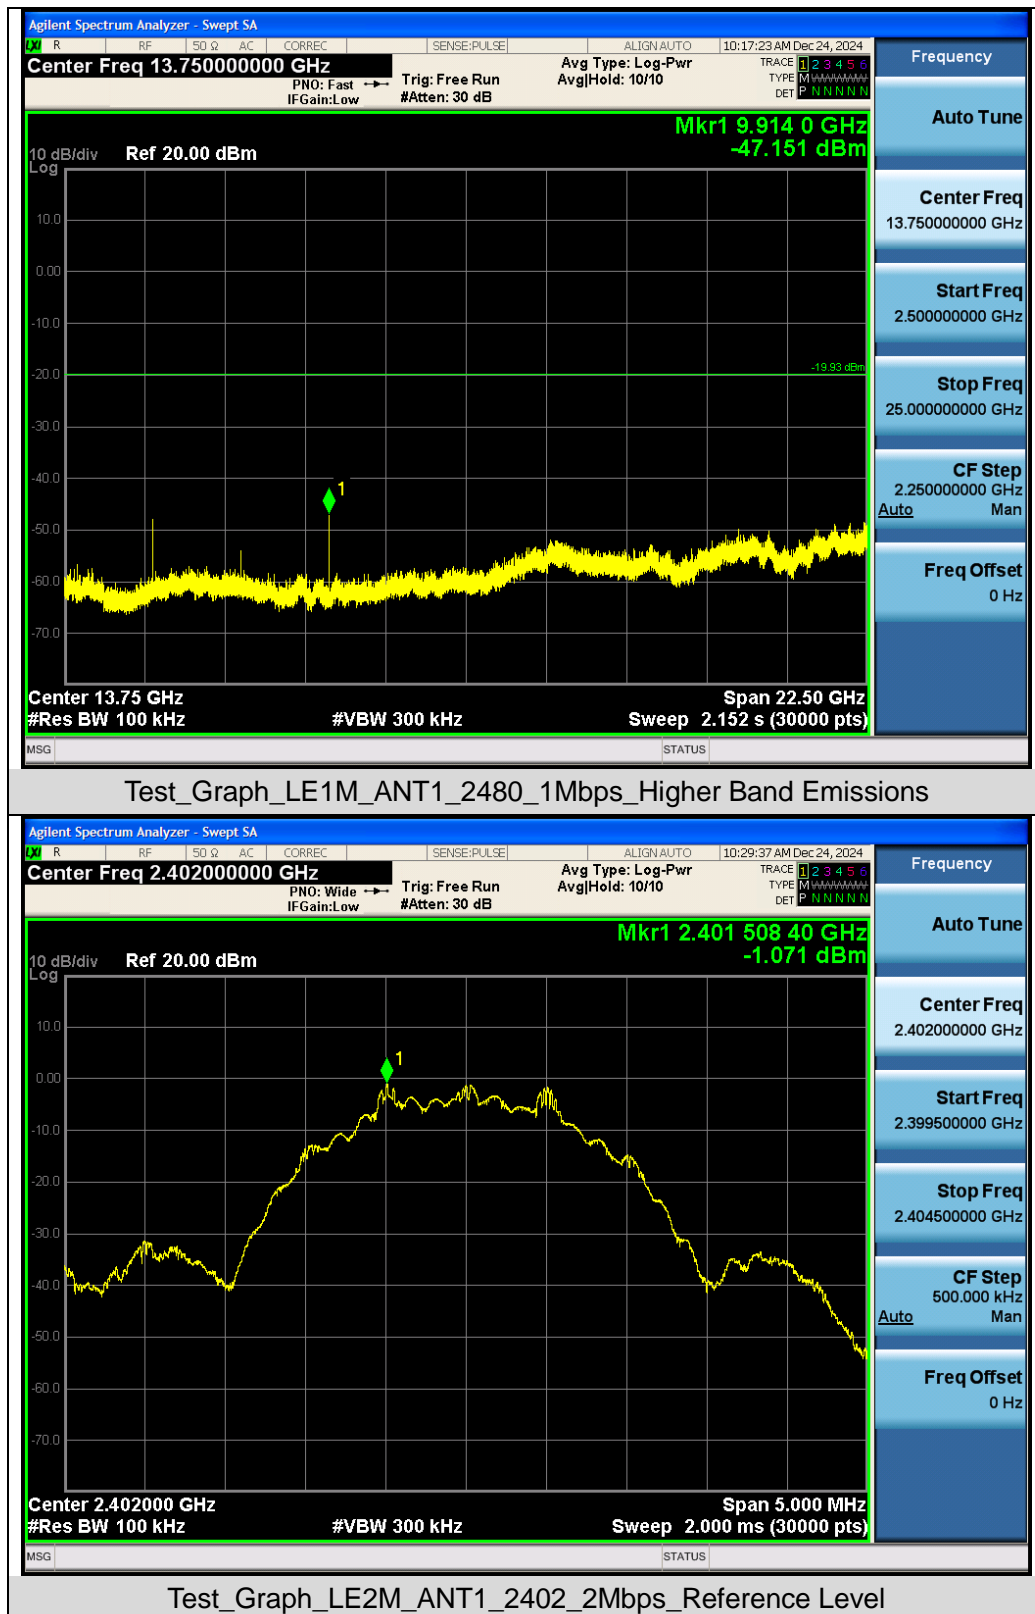 Agilent Spectrum Analyzer - Swept SA
LXI R RF 50 Ω AC CORREC SENSE:PULSE ALIGN AUTO 10:17:23 AM Dec 24, 2024
Center Freq 13.750000000 GHz
PNO: Fast
IFGain:Low
Trig: Free Run
#Atten: 30 dB
Avg Type: Log-Pwr
Avg|Hold: 10/10
TRACE 1 2 3 4 5 6
TYPE M
DET P N N N N N
Mkr1 9.914 0 GHz
-47.151 dBm
10 dB/div Ref 20.00 dBm
Log
10.0
0.00
-10.0
-20.0
-19.93 dBm
-30.0
-40.0
1
-50.0
-60.0
-70.0
Center 13.75 GHz Span 22.50 GHz
#Res BW 100 kHz #VBW 300 kHz Sweep 2.152 s (30000 pts)
MSG STATUS
Frequency
Auto Tune
Center Freq
13.750000000 GHz
Start Freq
2.500000000 GHz
Stop Freq
25.000000000 GHz
CF Step
2.250000000 GHz
Auto Man
Freq Offset
0 Hz
Test_Graph_LE1M_ANT1_2480_1Mbps_Higher Band Emissions
Agilent Spectrum Analyzer - Swept SA
LXI R RF 50 Ω AC CORREC SENSE:PULSE ALIGN AUTO 10:29:37 AM Dec 24, 2024
Center Freq 2.402000000 GHz
PNO: Wide
IFGain:Low
Trig: Free Run
#Atten: 30 dB
Avg Type: Log-Pwr
Avg|Hold: 10/10
TRACE 1 2 3 4 5 6
TYPE M
DET P N N N N N
Mkr1 2.401 508 40 GHz
-1.071 dBm
10 dB/div Ref 20.00 dBm
Log
10.0
1
0.00
-10.0
-20.0
-30.0
-40.0
-50.0
-60.0
-70.0
Center 2.402000 GHz Span 5.000 MHz
#Res BW 100 kHz #VBW 300 kHz Sweep 2.000 ms (30000 pts)
MSG STATUS
Frequency
Auto Tune
Center Freq
2.402000000 GHz
Start Freq
2.399500000 GHz
Stop Freq
2.404500000 GHz
CF Step
500.000 kHz
Auto Man
Freq Offset
0 Hz
Test_Graph_LE2M_ANT1_2402_2Mbps_Reference Level